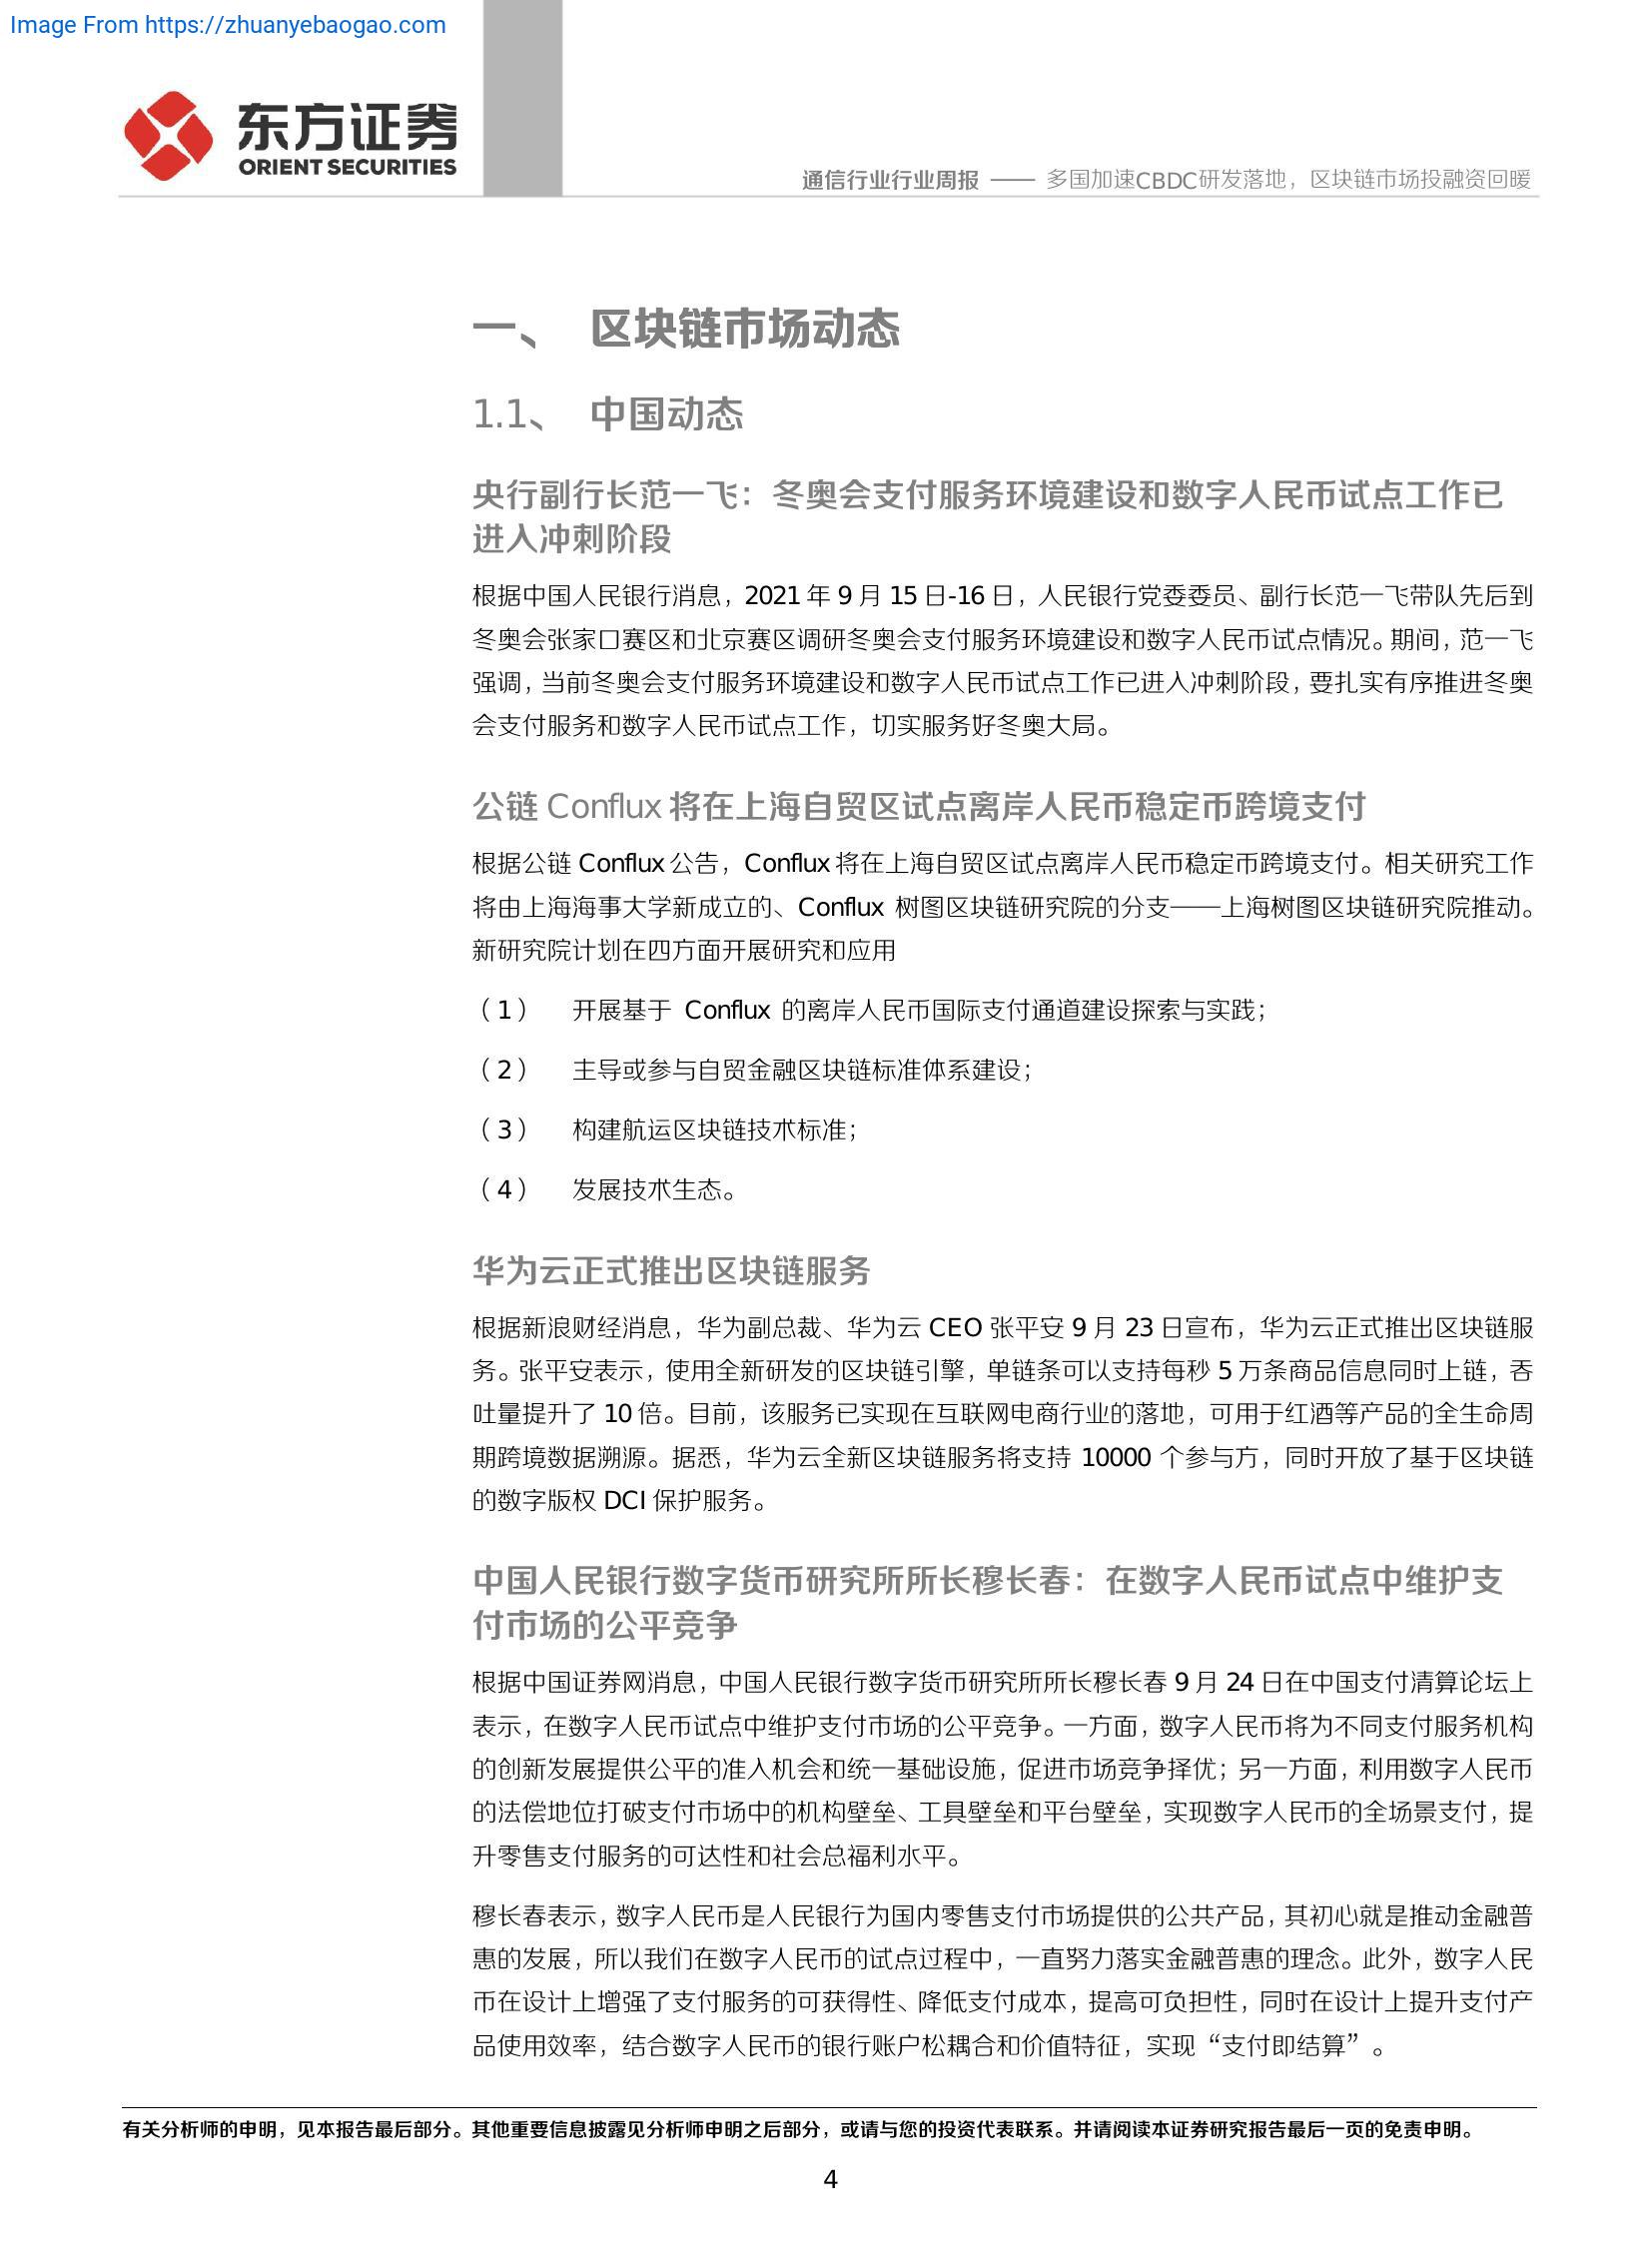 Image From https://zhuanyebaogao.com
东方证券
ORIENT SECURITIES
通信行业行业周报 —— 多国加速CBDC研发落地，区块链市场投融资回暖
一、 区块链市场动态
1.1、 中国动态
央行副行长范一飞：冬奥会支付服务环境建设和数字人民币试点工作已
进入冲刺阶段
根据中国人民银行消息，2021 年 9 月 15 日-16 日，人民银行党委委员、副行长范一飞带队先后到
冬奥会张家口赛区和北京赛区调研冬奥会支付服务环境建设和数字人民币试点情况。期间，范一飞
强调，当前冬奥会支付服务环境建设和数字人民币试点工作已进入冲刺阶段，要扎实有序推进冬奥
会支付服务和数字人民币试点工作，切实服务好冬奥大局。
公链 Conflux 将在上海自贸区试点离岸人民币稳定币跨境支付
根据公链 Conflux 公告，Conflux 将在上海自贸区试点离岸人民币稳定币跨境支付。相关研究工作
将由上海海事大学新成立的、Conflux 树图区块链研究院的分支——上海树图区块链研究院推动。
新研究院计划在四方面开展研究和应用
（1） 开展基于 Conflux 的离岸人民币国际支付通道建设探索与实践；
（2） 主导或参与自贸金融区块链标准体系建设；
（3） 构建航运区块链技术标准；
（4） 发展技术生态。
华为云正式推出区块链服务
根据新浪财经消息，华为副总裁、华为云 CEO 张平安 9 月 23 日宣布，华为云正式推出区块链服
务。张平安表示，使用全新研发的区块链引擎，单链条可以支持每秒 5 万条商品信息同时上链，吞
吐量提升了 10 倍。目前，该服务已实现在互联网电商行业的落地，可用于红酒等产品的全生命周
期跨境数据溯源。据悉，华为云全新区块链服务将支持 10000 个参与方，同时开放了基于区块链
的数字版权 DCI 保护服务。
中国人民银行数字货币研究所所长穆长春：在数字人民币试点中维护支
付市场的公平竞争
根据中国证券网消息，中国人民银行数字货币研究所所长穆长春 9 月 24 日在中国支付清算论坛上
表示，在数字人民币试点中维护支付市场的公平竞争。一方面，数字人民币将为不同支付服务机构
的创新发展提供公平的准入机会和统一基础设施，促进市场竞争择优；另一方面，利用数字人民币
的法偿地位打破支付市场中的机构壁垒、工具壁垒和平台壁垒，实现数字人民币的全场景支付，提
升零售支付服务的可达性和社会总福利水平。
穆长春表示，数字人民币是人民银行为国内零售支付市场提供的公共产品，其初心就是推动金融普
惠的发展，所以我们在数字人民币的试点过程中，一直努力落实金融普惠的理念。此外，数字人民
币在设计上增强了支付服务的可获得性、降低支付成本，提高可负担性，同时在设计上提升支付产
品使用效率，结合数字人民币的银行账户松耦合和价值特征，实现“支付即结算”。
有关分析师的申明，见本报告最后部分。其他重要信息披露见分析师申明之后部分，或请与您的投资代表联系。并请阅读本证券研究报告最后一页的免责申明。
4